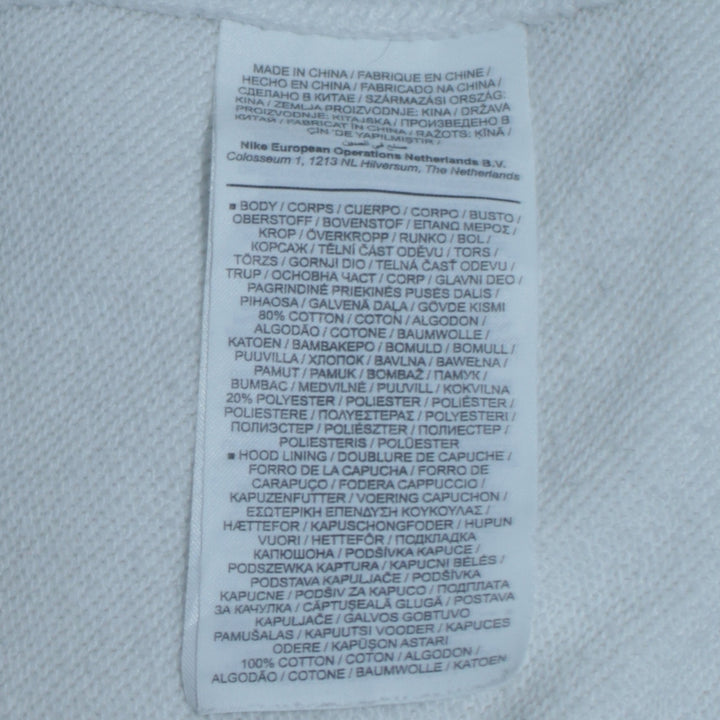 MADE IN CHINA / FABRIQUE EN CHINE /
HECHO EN CHINA / FABRICADO NA CHINA /
СДЕЛАНО В КИТАЕ / SZÁRMAZÁSI ORSZÁG:
KÍNA / ZEMLJA PROIZVODNJE: KINA / DRŽAVA
PROIZVODNJE: KITAJSKA / ПРОИЗВЕДЕНО В
КИТАЙ / FABRICAT ÎN CHINA / RAŽOTS: ĶĪNĀ /
ÇİN 'DE YAPILMIŞTIR /
صنع في الصين
Nike European Operations Netherlands B.V.
Colosseum 1, 1213 NL Hilversum, The Netherlands
■ BODY / CORPS / CUERPO / CORPO / BUSTO /
OBERSTOFF / BOVENSTOF / ΕΠΑΝΩ ΜΕΡΟΣ /
KROP / ÖVERKROPP / RUNKO / BOL /
КОРСАЖ / TĚLNÍ ČÁST ODĚVU / TORS /
TÖRZS / GORNJI DIO / TELNÁ ČASŤ ODEVU /
TRUP / ОСНОВНА ЧАСТ / CORP / GLAVNI DEO /
PAGRINDINĖ PRIEKINĖS PUSĖS DALIS /
PIHAOSA / GALVENĀ DAĻA / GÖVDE KISMI
80% COTTON / COTON / ALGODON /
ALGODÃO / COTONE / BAUMWOLLE /
KATOEN / ΒΑΜΒΑΚΕΡΟ / BOMULD / BOMULL /
PUUVILLA / ХЛОПОК / BAVLNA / BAWEŁNA /
PAMUT / PAMUK / BOMBAŽ / ПАМУК /
BUMBAC / MEDVILNĖ / PUUVILL / KOKVILNA
20% POLYESTER / POLIESTER / POLIÉSTER /
POLIESTERE / ΠΟΛΥΕΣΤΕΡΑΣ / POLYESTERI /
ПОЛИЭСТЕР / POLIÉSZTER / ПОЛИЕСТЕР /
POLIESTERIS / POLÜESTER
■ HOOD LINING / DOUBLURE DE CAPUCHE /
FORRO DE LA CAPUCHA / FORRO DE
CARAPUÇO / FODERA CAPPUCCIO /
KAPUZENFUTTER / VOERING CAPUCHON /
ΕΣΩΤΕΡΙΚΗ ΕΠΕΝΔΥΣΗ ΚΟΥΚΟΥΛΑΣ /
HÆTTEFOR / KAPUSCHONGFODER / HUPUN
VUORI / HETTEFÔR / ПОДКЛАДКА
КАПЮШОНА / PODŠÍVKA KAPUCE /
PODSZEWKA KAPTURA / KAPUCNI BÉLÉS /
PODSTAVA KAPULJAČE / PODŠÍVKA
KAPUCNE / PODŠIV ZA KAPUCO / ПОДПЛАТА
ЗА КАЧУЛКА / CĂPTUŞEALĂ GLUGĂ / POSTAVA
KAPULJAČE / GALVOS GOBTUVO
PAMUŠALAS / KAPUUTSI VOODER / KAPUCES
ODERE / KAPÜŞON ASTARI
100% COTTON / COTON / ALGODON /
ALGODÃO / COTONE / BAUMWOLLE / KATOEN